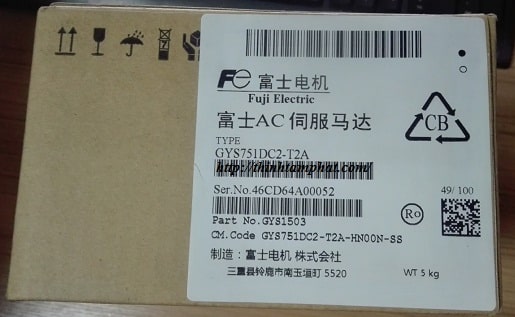 Fe 富士电机
Fuji Electric
富士AC 伺服马达
CB
TYPE
GYS751DC2-T2A
http://thinhtamphat.com/
Ser.No.46CD64A00052
49/100
Part No.GYS1503
Ro
CM.Code GYS751DC2-T2A-HN00N-SS
制造：富士电机 株式会社
三重县铃鹿市南玉垣町 5520
WT 5 kg